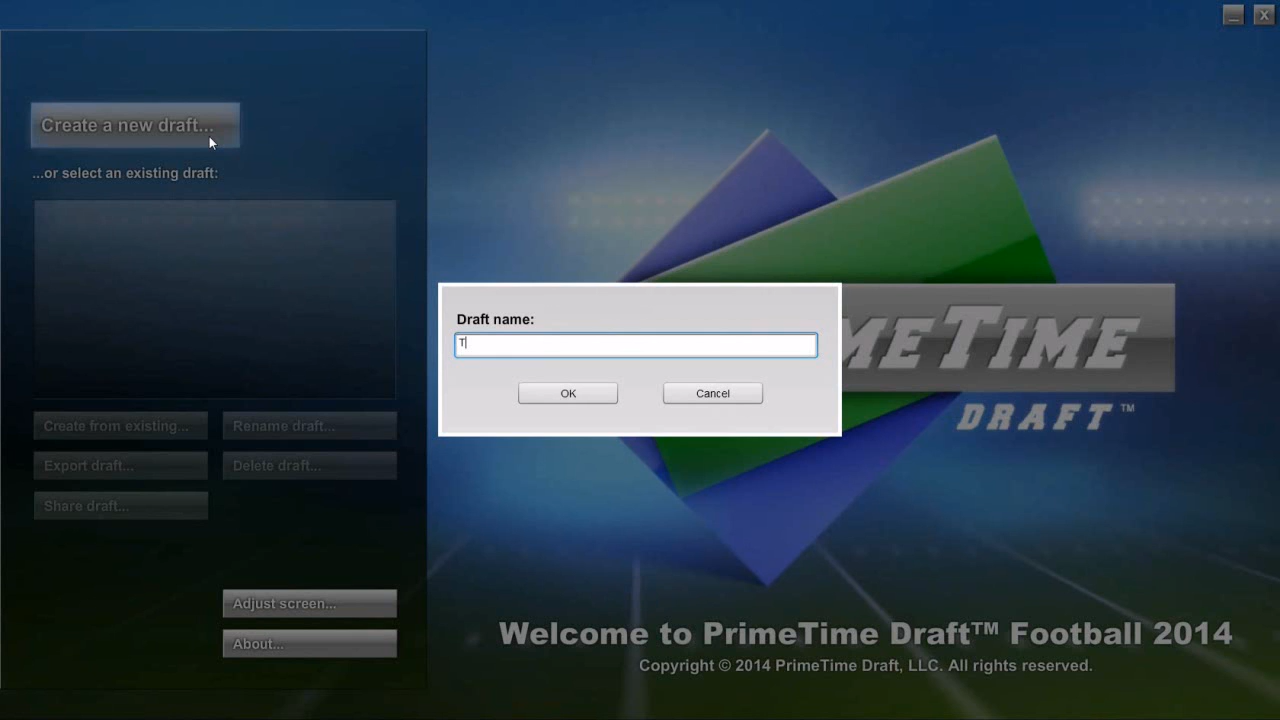 _ X
Create a new draft...
...or select an existing draft:
Draft name:
T
OK Cancel
METIME
DRAFT™
Create from existing... Rename draft...
Export draft... Delete draft...
Share draft...
Adjust screen...
About...
Welcome to PrimeTime Draft™ Football 2014
Copyright © 2014 PrimeTime Draft, LLC. All rights reserved.